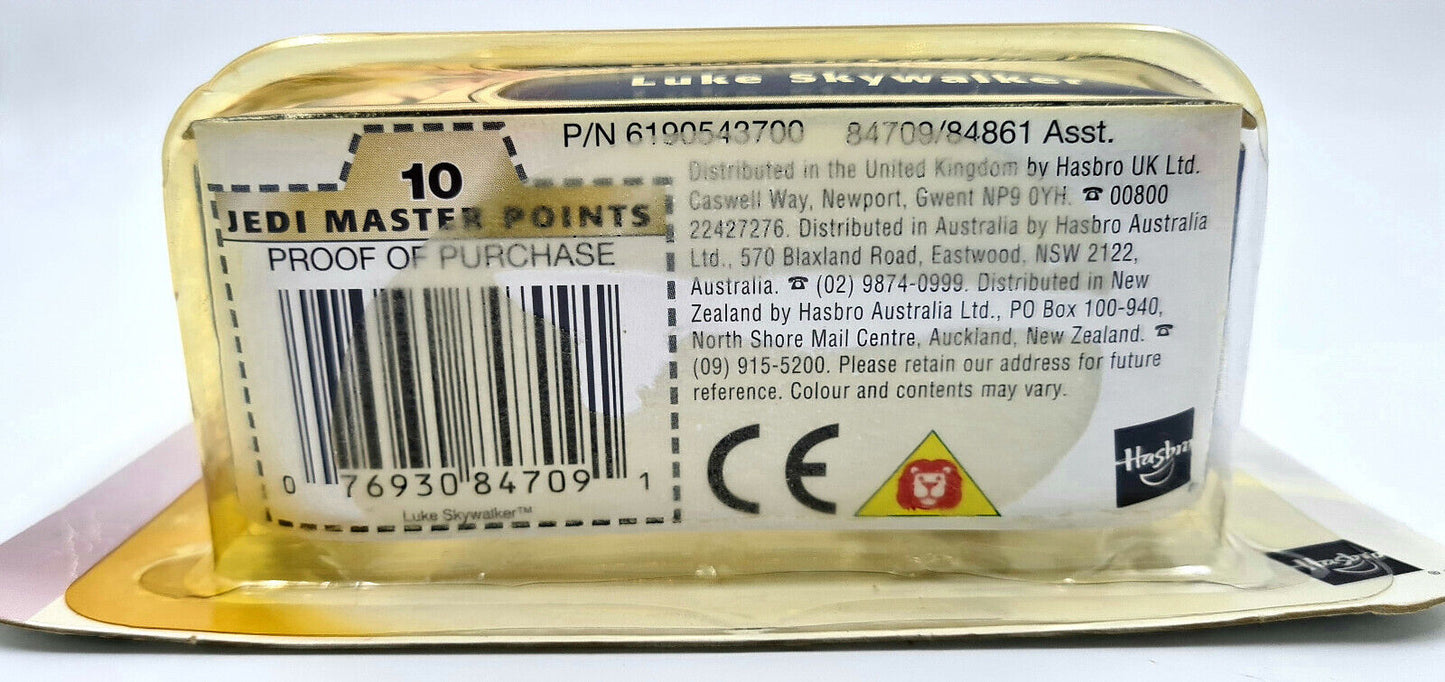 Luke Skywalker
P/N 6190543700 84709/84861 Asst.
10
JEDI MASTER POINTS
PROOF OF PURCHASE
0 76930 84709 1
Luke Skywalker™
Distributed in the United Kingdom by Hasbro UK Ltd.
Caswell Way, Newport, Gwent NP9 0YH. ☎ 00800
22427276. Distributed in Australia by Hasbro Australia
Ltd., 570 Blaxland Road, Eastwood, NSW 2122,
Australia. ☎ (02) 9874-0999. Distributed in New
Zealand by Hasbro Australia Ltd., PO Box 100-940,
North Shore Mail Centre, Auckland, New Zealand. ☎
(09) 915-5200. Please retain our address for future
reference. Colour and contents may vary.
CE
Hasbro
Hasbro